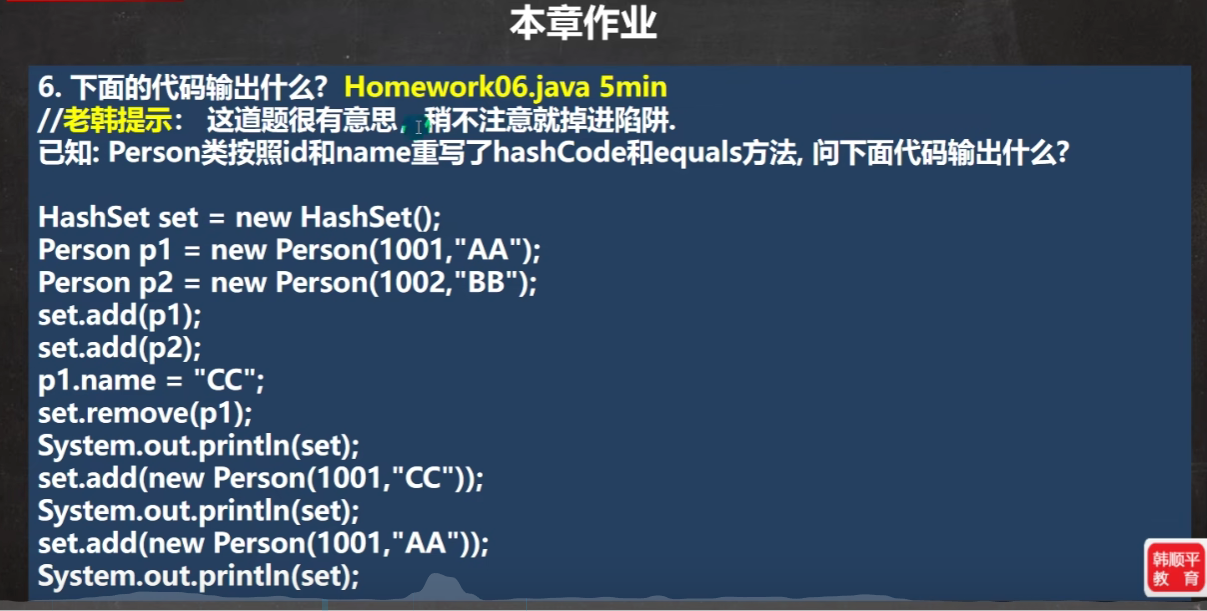 本章作业
6. 下面的代码输出什么? Homework06.java 5min
//老韩提示： 这道题很有意思, 稍不注意就掉进陷阱.
已知: Person类按照id和name重写了hashCode和equals方法, 问下面代码输出什么?
HashSet set = new HashSet();
Person p1 = new Person(1001,"AA");
Person p2 = new Person(1002,"BB");
set.add(p1);
set.add(p2);
p1.name = "CC";
set.remove(p1);
System.out.println(set);
set.add(new Person(1001,"CC"));
System.out.println(set);
set.add(new Person(1001,"AA"));
System.out.println(set);
韩顺平
教 育